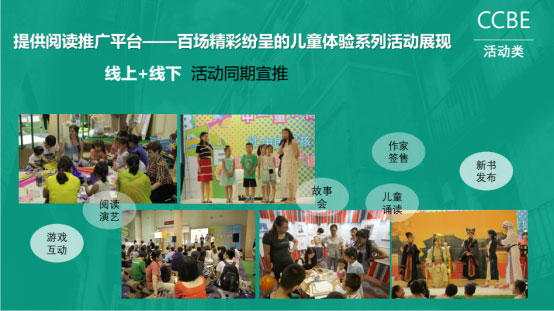 CCBE
活动类
提供阅读推广平台——百场精彩纷呈的儿童体验系列活动展现
线上+线下 活动同期宣推
作家
签售
新书
发布
阅读
演艺
故事
会
儿童
诵读
游戏
互动